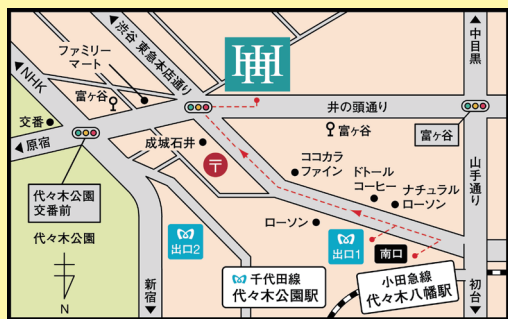 渋谷 東急本店通り
ファミリー
マート
◀NHK
富ヶ谷
交番
◀原宿
HH
▲中目黒
井の頭通り
富ヶ谷
富ヶ谷
成城石井
〒
ココカラ
ファイン
ドトール
コーヒー
ナチュラル
ローソン
山手通り
代々木公園
交番前
代々木公園
N
ローソン
出口2
出口1
南口
千代田線
代々木公園駅
小田急線
代々木八幡駅
新宿▼
初台▼